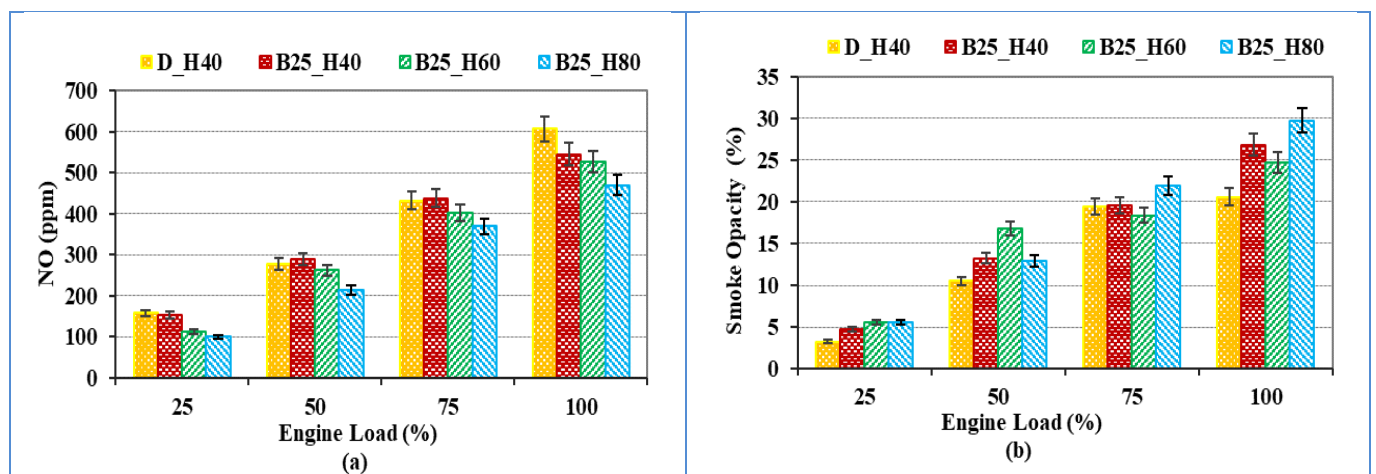 D_H40 B25_H40 B25_H60 B25_H80
NO (ppm)
700
600
500
400
300
200
100
0
25 50 75 100
Engine Load (%)
(a)
D_H40 B25_H40 B25_H60 B25_H80
Smoke Opacity (%)
35
30
25
20
15
10
5
0
25 50 75 100
Engine Load (%)
(b)